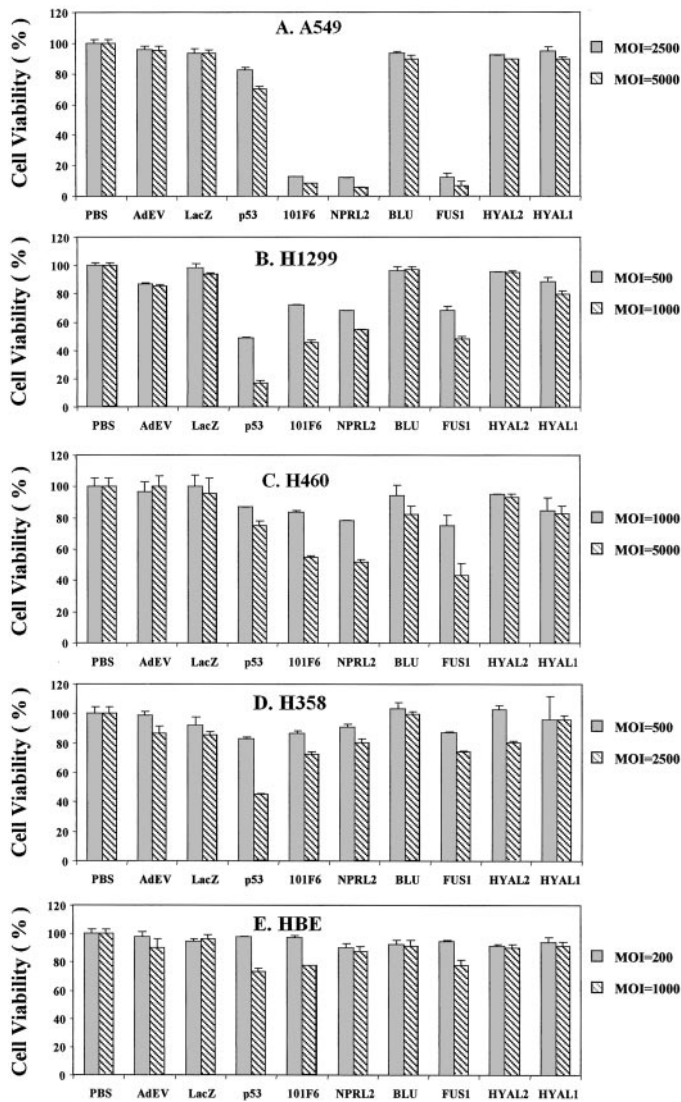 A. A549
Cell Viability ( % )
120
100
80
60
40
20
0
PBS AdEV LacZ p53 101F6 NPRL2 BLU FUS1 HYAL2 HYAL1
MOI=2500
MOI=5000
B. H1299
Cell Viability ( % )
120
100
80
60
40
20
0
PBS AdEV LacZ p53 101F6 NPRL2 BLU FUS1 HYAL2 HYAL1
MOI=500
MOI=1000
C. H460
Cell Viability ( % )
120
100
80
60
40
20
0
PBS AdEV LacZ p53 101F6 NPRL2 BLU FUS1 HYAL2 HYAL1
MOI=1000
MOI=5000
D. H358
Cell Viability ( % )
120
100
80
60
40
20
0
PBS AdEV LacZ p53 101F6 NPRL2 BLU FUS1 HYAL2 HYAL1
MOI=500
MOI=2500
E. HBE
Cell Viability ( % )
120
100
80
60
40
20
0
PBS AdEV LacZ p53 101F6 NPRL2 BLU FUS1 HYAL2 HYAL1
MOI=200
MOI=1000